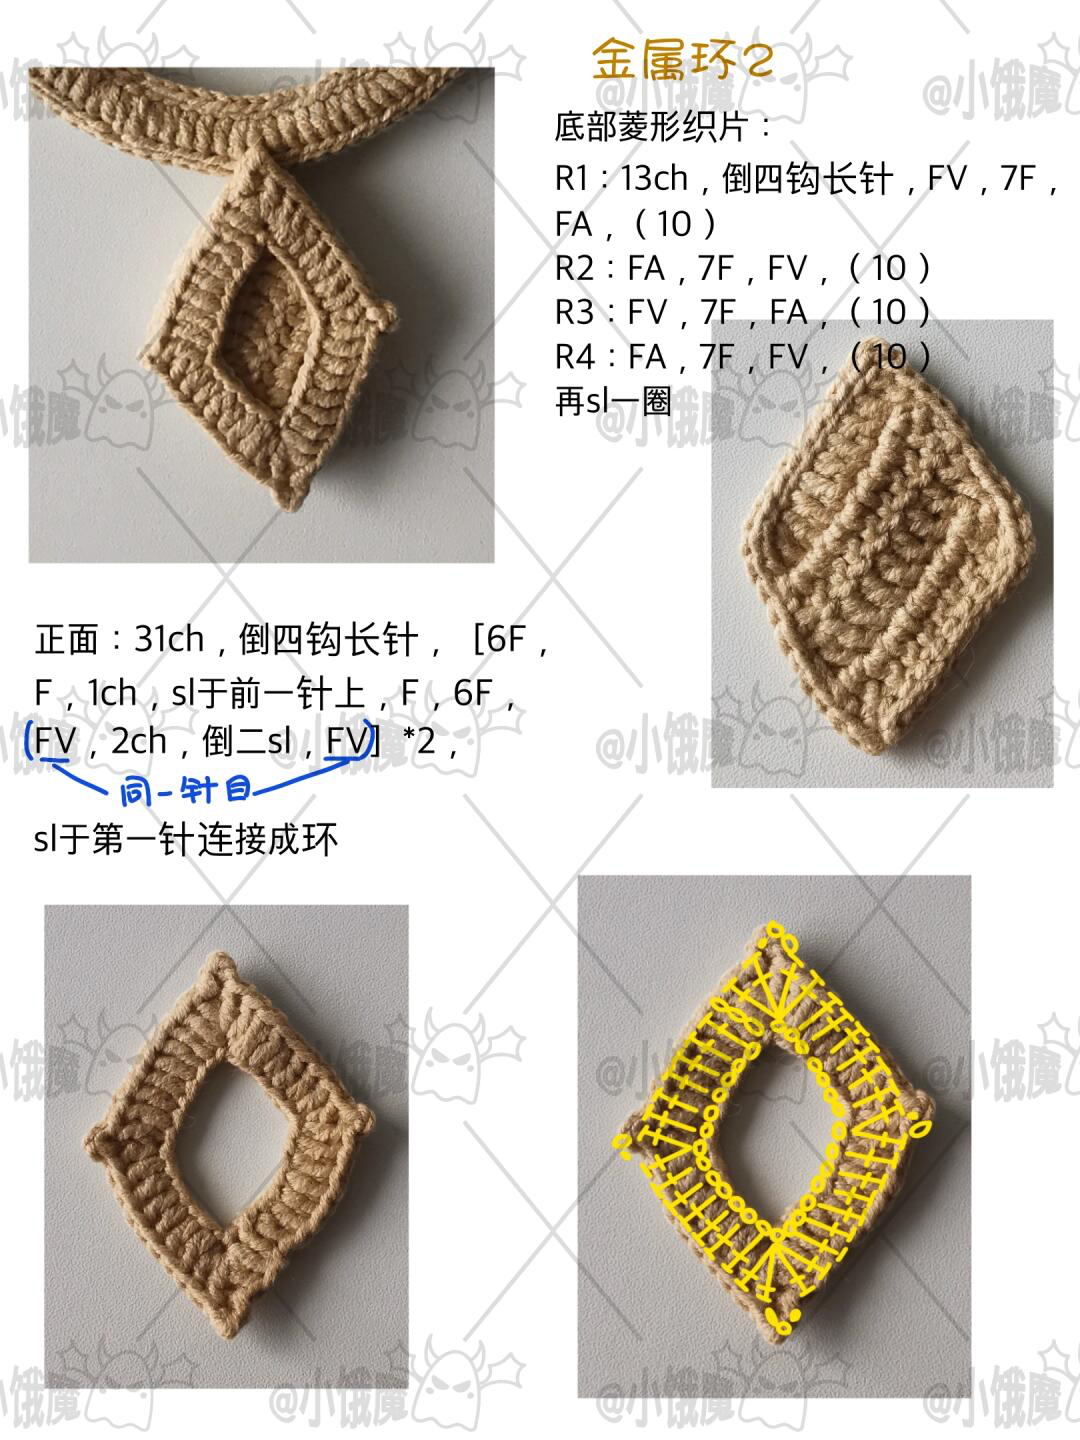 金属环2
底部菱形织片：
R1：13ch，倒四钩长针，FV，7F，
FA，（10）
R2：FA，7F，FV，（10）
R3：FV，7F，FA，（10）
R4：FA，7F，FV，（10）
再sl一圈
正面：31ch，倒四钩长针，［6F，
F，1ch，sl于前一针上，F，6F，
(FV，2ch，倒二sl，FV)］*2，
同一针目
sl于第一针连接成环
@小饿魔